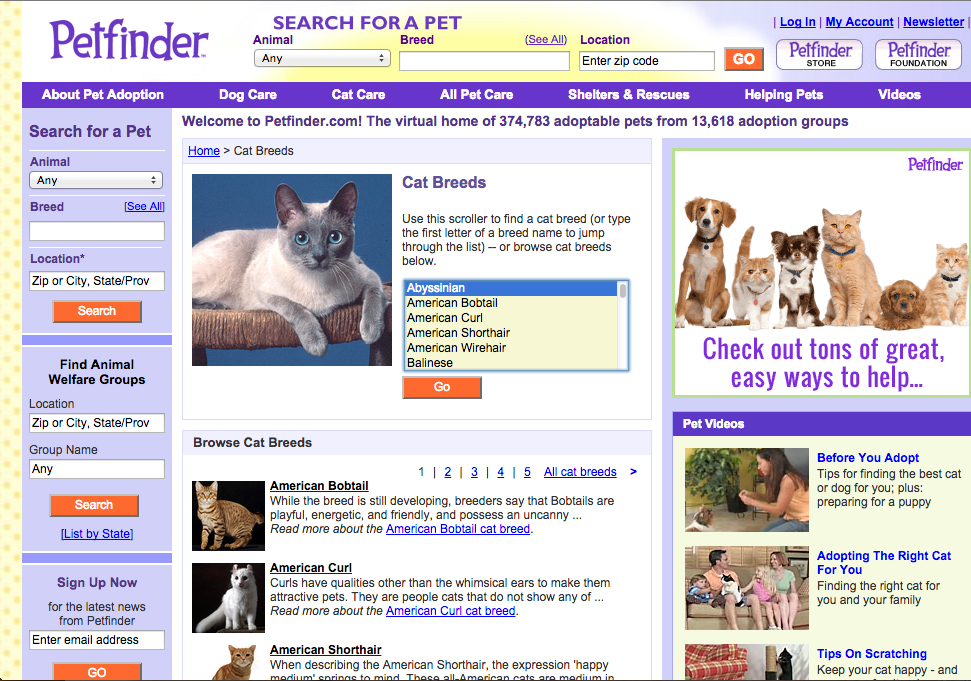 Petfinder
SEARCH FOR A PET
Animal
Any
Breed
(See All)
Location
Enter zip code
GO
| Log In | My Account | Newsletter |
Petfinder
STORE
Petfinder
FOUNDATION
About Pet Adoption
Dog Care
Cat Care
All Pet Care
Shelters & Rescues
Helping Pets
Videos
Search for a Pet
Animal
Any
Breed
[See All]
Location*
Zip or City, State/Prov
Search
Find Animal
Welfare Groups
Location
Zip or City, State/Prov
Group Name
Any
Search
[List by State]
Sign Up Now
for the latest news
from Petfinder
Enter email address
GO
Welcome to Petfinder.com! The virtual home of 374,783 adoptable pets from 13,618 adoption groups
Home > Cat Breeds
Cat Breeds
Use this scroller to find a cat breed (or type
the first letter of a breed name to jump
through the list) -- or browse cat breeds
below.
Abyssinian
American Bobtail
American Curl
American Shorthair
American Wirehair
Balinese
Go
Browse Cat Breeds
1 | 2 | 3 | 4 | 5 All cat breeds >
American Bobtail
While the breed is still developing, breeders say that Bobtails are
playful, energetic, and friendly, and possess an uncanny ...
Read more about the American Bobtail cat breed.
American Curl
Curls have qualities other than the whimsical ears to make them
attractive pets. They are people cats that do not show any of ...
Read more about the American Curl cat breed.
American Shorthair
When describing the American Shorthair, the expression 'happy
medium' springs to mind. These all-American cats are medium in
Petfinder
Check out tons of great,
easy ways to help...
Pet Videos
Before You Adopt
Tips for finding the best cat
or dog for you; plus:
preparing for a puppy
Adopting The Right Cat
For You
Finding the right cat for
you and your family
Tips On Scratching
Keep your cat happy - and